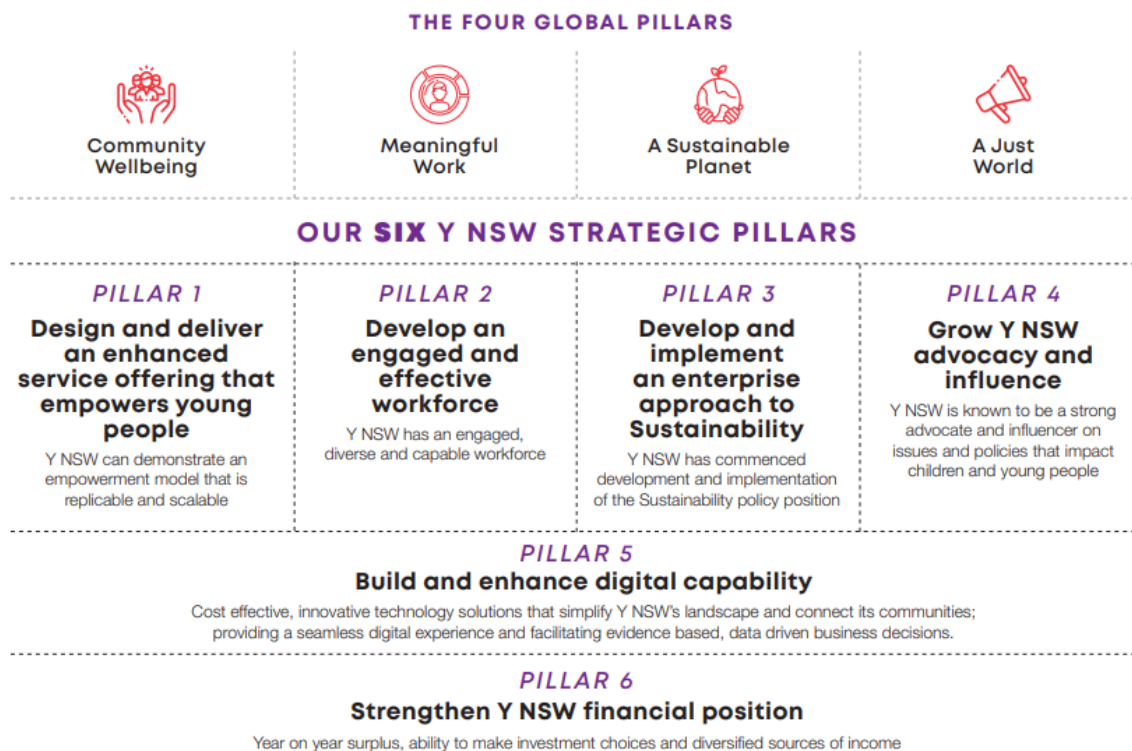 THE FOUR GLOBAL PILLARS
Community
Wellbeing
Meaningful
Work
A Sustainable
Planet
A Just
World
OUR SIX Y NSW STRATEGIC PILLARS
PILLAR 1
Design and deliver
an enhanced
service offering that
empowers young
people
Y NSW can demonstrate an
empowerment model that is
replicable and scalable
PILLAR 2
Develop an
engaged and
effective
workforce
Y NSW has an engaged,
diverse and capable workforce
PILLAR 3
Develop and
implement
an enterprise
approach to
Sustainability
Y NSW has commenced
development and implementation
of the Sustainability policy position
PILLAR 4
Grow Y NSW
advocacy and
influence
Y NSW is known to be a strong
advocate and influencer on
issues and policies that impact
children and young people
PILLAR 5
Build and enhance digital capability
Cost effective, innovative technology solutions that simplify Y NSW's landscape and connect its communities;
providing a seamless digital experience and facilitating evidence based, data driven business decisions.
PILLAR 6
Strengthen Y NSW financial position
Year on year surplus, ability to make investment choices and diversified sources of income